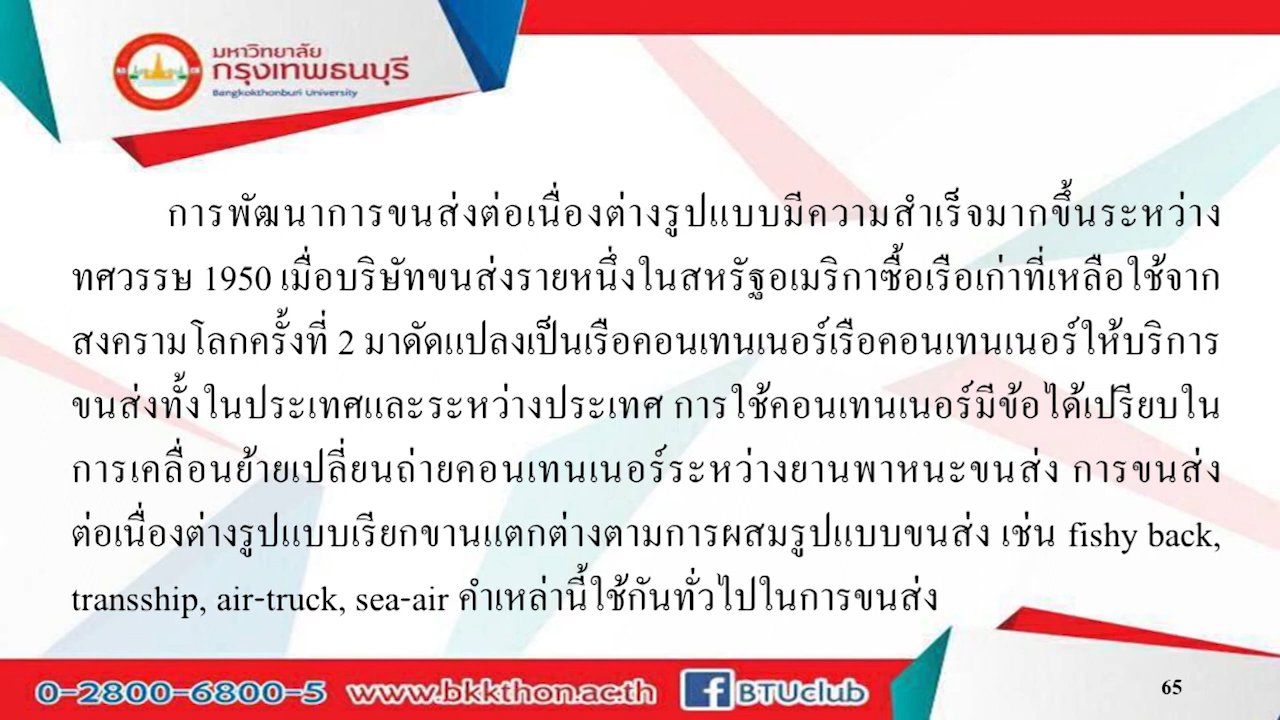 มหาวิทยาลัย
กรุงเทพธนบุรี
Bangkokthonburi University
การพัฒนาการขนส่งต่อเนื่องต่างรูปแบบมีความสำเร็จมากขึ้นระหว่าง
ทศวรรษ 1950 เมื่อบริษัทขนส่งรายหนึ่งในสหรัฐอเมริกาซื้อเรือเก่าที่เหลือใช้จาก
สงครามโลกครั้งที่ 2 มาดัดแปลงเป็นเรือคอนเทนเนอร์เรือคอนเทนเนอร์ให้บริการ
ขนส่งทั้งในประเทศและระหว่างประเทศ การใช้คอนเทนเนอร์มีข้อได้เปรียบใน
การเคลื่อนย้ายเปลี่ยนถ่ายคอนเทนเนอร์ระหว่างยานพาหนะขนส่ง การขนส่ง
ต่อเนื่องต่างรูปแบบเรียกขานแตกต่างตามการผสมรูปแบบขนส่ง เช่น fishy back,
transship, air-truck, sea-air คำเหล่านี้ใช้กันทั่วไปในการขนส่ง
0-2800-6800-5 www.bkkthon.ac.th f BTUclub
65